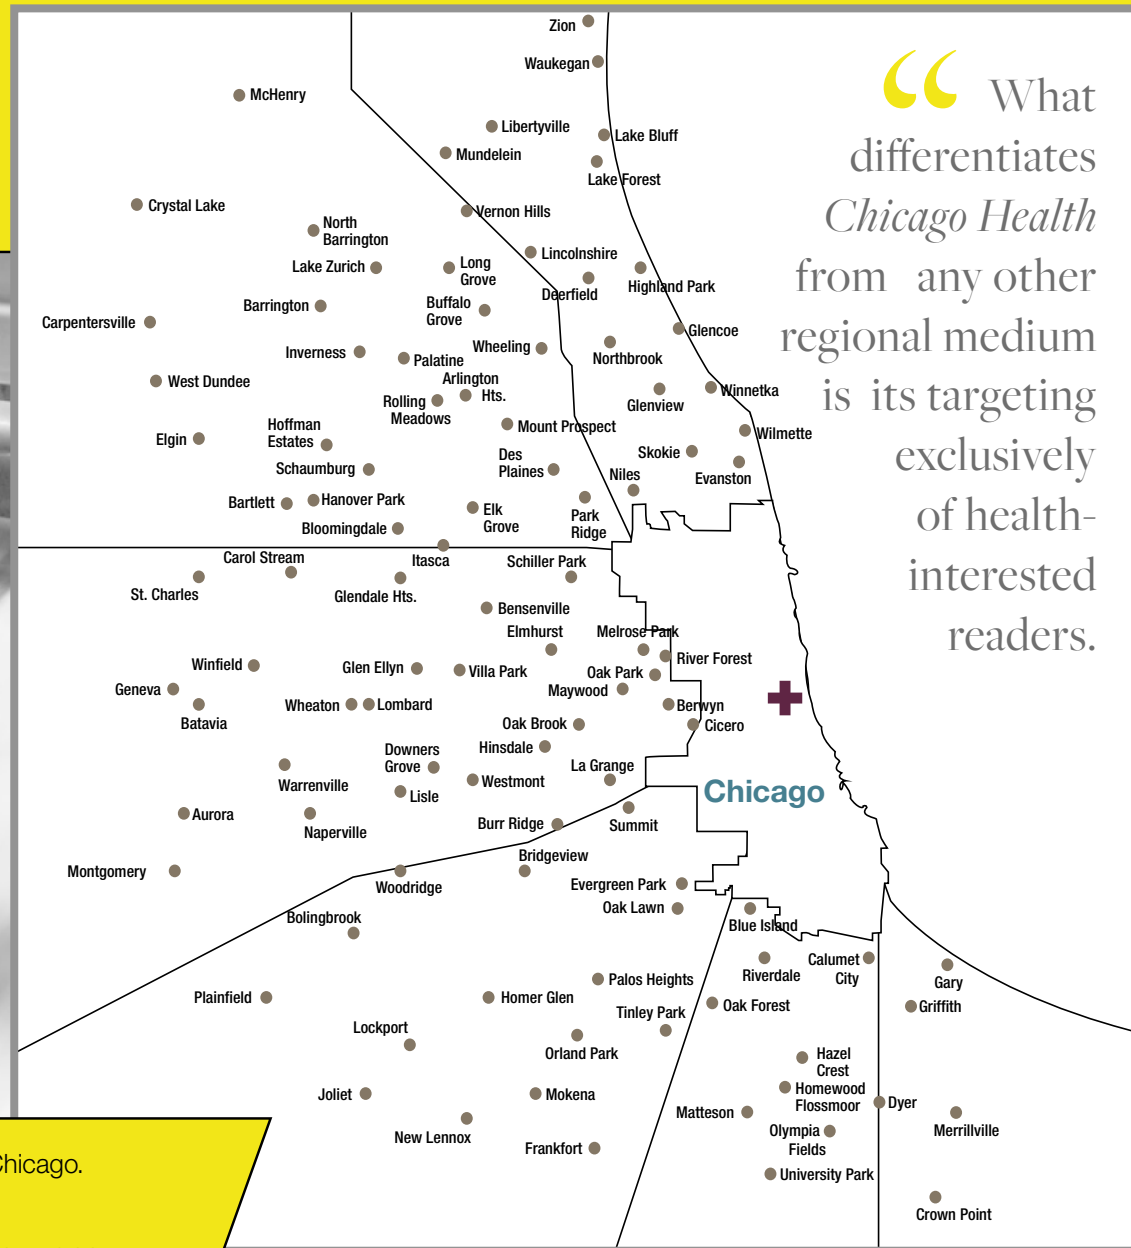 Zion
Waukegan
McHenry
Libertyville
Lake Bluff
Mundelein
Lake Forest
Crystal Lake
Vernon Hills
North
Barrington
Lincolnshire
Lake Zurich
Long
Grove
Deerfield
Highland Park
Barrington
Buffalo
Grove
Carpentersville
Glencoe
Inverness
Palatine
Wheeling
Northbrook
West Dundee
Arlington
Hts.
Rolling
Meadows
Glenview
Winnetka
Elgin
Hoffman
Estates
Mount Prospect
Wilmette
Schaumburg
Des
Plaines
Skokie
Niles
Evanston
Bartlett
Hanover Park
Elk
Grove
Park
Ridge
Bloomingdale
Itasca
Carol Stream
Schiller Park
St. Charles
Glendale Hts.
Bensenville
Elmhurst
Melrose Park
Winfield
Glen Ellyn
Villa Park
Oak Park
River Forest
Geneva
Maywood
Batavia
Wheaton
Lombard
Berwyn
Oak Brook
Cicero
Hinsdale
Downers
Grove
Westmont
La Grange
Warrenville
Lisle
Chicago
Aurora
Naperville
Burr Ridge
Summit
Montgomery
Woodridge
Bridgeview
Evergreen Park
Oak Lawn
Bolingbrook
Blue Island
Riverdale
Calumet
City
Gary
Plainfield
Homer Glen
Palos Heights
Oak Forest
Griffith
Lockport
Tinley Park
Orland Park
Hazel
Crest
Joliet
Mokena
Homewood
Flossmoor
Dyer
New Lennox
Matteson
Olympia
Fields
Merrillville
Frankfort
University Park
Crown Point
“ What
differentiates
Chicago Health
from any other
regional medium
is its targeting
exclusively
of health-
interested
readers.
Chicago.